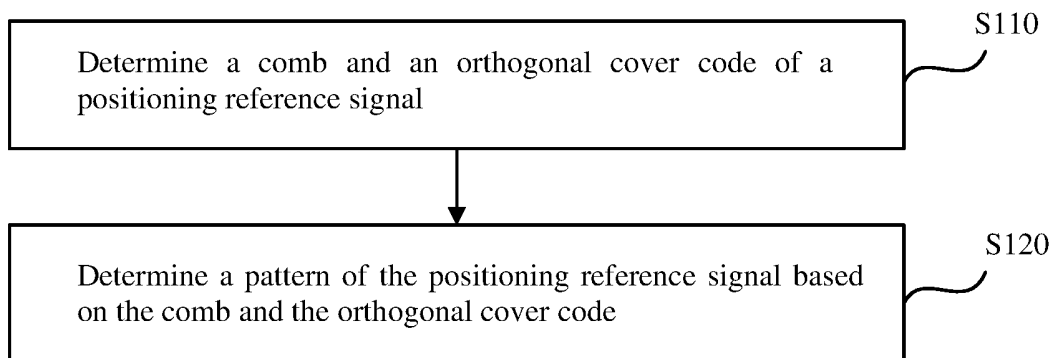 S110
Determine a comb and an orthogonal cover code of a
positioning reference signal
S120
Determine a pattern of the positioning reference signal based
on the comb and the orthogonal cover code